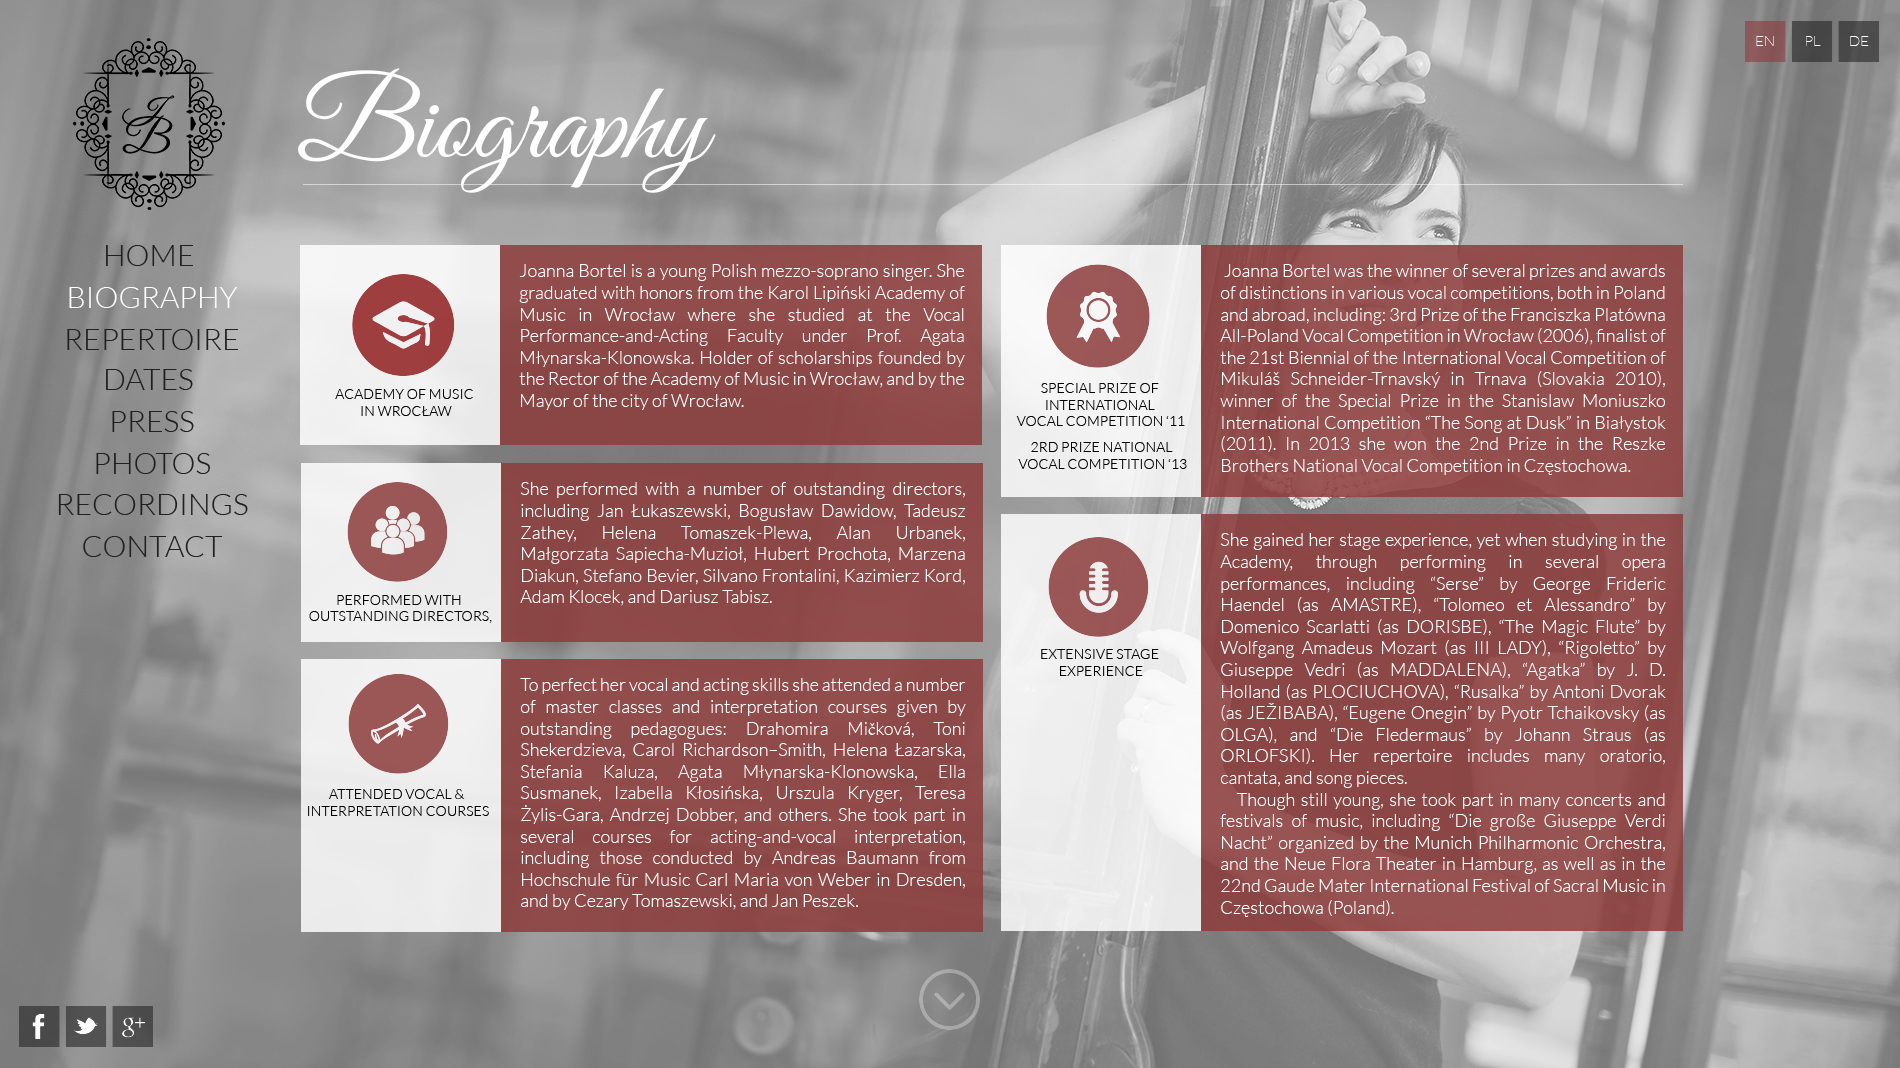 EN
PL
DE
JB
Biography
HOME
BIOGRAPHY
REPERTOIRE
DATES
PRESS
PHOTOS
RECORDINGS
CONTACT
ACADEMY OF MUSIC
IN WROCŁAW
Joanna Bortel is a young Polish mezzo-soprano singer. She
graduated with honors from the Karol Lipiński Academy of
Music in Wrocław where she studied at the Vocal
Performance-and-Acting Faculty under Prof. Agata
Młynarska-Klonowska. Holder of scholarships founded by
the Rector of the Academy of Music in Wrocław, and by the
Mayor of the city of Wrocław.
PERFORMED WITH
OUTSTANDING DIRECTORS,
She performed with a number of outstanding directors,
including Jan Łukaszewski, Bogusław Dawidow, Tadeusz
Zathey, Helena Tomaszek-Plewa, Alan Urbanek,
Małgorzata Sapiecha-Muzioł, Hubert Prochota, Marzena
Diakun, Stefano Bevier, Silvano Frontalini, Kazimierz Kord,
Adam Klocek, and Dariusz Tabisz.
ATTENDED VOCAL &
INTERPRETATION COURSES
To perfect her vocal and acting skills she attended a number
of master classes and interpretation courses given by
outstanding pedagogues: Drahomira Mičková, Toni
Shekerdzieva, Carol Richardson–Smith, Helena Łazarska,
Stefania Kaluza, Agata Młynarska-Klonowska, Ella
Susmanek, Izabella Kłosińska, Urszula Kryger, Teresa
Żylis-Gara, Andrzej Dobber, and others. She took part in
several courses for acting-and-vocal interpretation,
including those conducted by Andreas Baumann from
Hochschule für Music Carl Maria von Weber in Dresden,
and by Cezary Tomaszewski, and Jan Peszek.
SPECIAL PRIZE OF
INTERNATIONAL
VOCAL COMPETITION ‘11
2RD PRIZE NATIONAL
VOCAL COMPETITION ‘13
Joanna Bortel was the winner of several prizes and awards
of distinctions in various vocal competitions, both in Poland
and abroad, including: 3rd Prize of the Franciszka Platówna
All-Poland Vocal Competition in Wrocław (2006), finalist of
the 21st Biennial of the International Vocal Competition of
Mikuláš Schneider-Trnavský in Trnava (Slovakia 2010),
winner of the Special Prize in the Stanislaw Moniuszko
International Competition “The Song at Dusk” in Białystok
(2011). In 2013 she won the 2nd Prize in the Reszke
Brothers National Vocal Competition in Częstochowa.
EXTENSIVE STAGE
EXPERIENCE
She gained her stage experience, yet when studying in the
Academy, through performing in several opera
performances, including “Serse” by George Frideric
Haendel (as AMASTRE), “Tolomeo et Alessandro” by
Domenico Scarlatti (as DORISBE), “The Magic Flute” by
Wolfgang Amadeus Mozart (as III LADY), “Rigoletto” by
Giuseppe Vedri (as MADDALENA), “Agatka” by J. D.
Holland (as PLOCIUCHOVA), “Rusalka” by Antoni Dvorak
(as JEŽIBABA), “Eugene Onegin” by Pyotr Tchaikovsky (as
OLGA), and “Die Fledermaus” by Johann Straus (as
ORLOFSKI). Her repertoire includes many oratorio,
cantata, and song pieces.
Though still young, she took part in many concerts and
festivals of music, including “Die große Giuseppe Verdi
Nacht” organized by the Munich Philharmonic Orchestra,
and the Neue Flora Theater in Hamburg, as well as in the
22nd Gaude Mater International Festival of Sacral Music in
Częstochowa (Poland).
f
g+